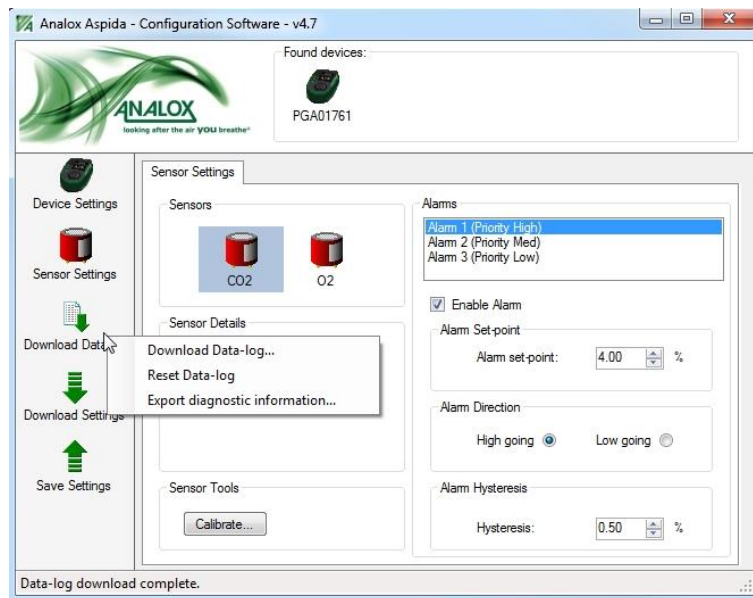 Analox Aspida - Configuration Software - v4.7
ANALOX
looking after the air YOU breathe®
Found devices:
PGA01761
Device Settings
Sensor Settings
Download Data
Download Settings
Save Settings
Sensor Settings
Sensors
CO2
O2
Sensor Details
Download Data-log...
Reset Data-log
Export diagnostic information...
Sensor Tools
Calibrate...
Alarms
Alarm 1 (Priority High)
Alarm 2 (Priority Med)
Alarm 3 (Priority Low)
Enable Alarm
Alarm Set-point
Alarm set-point: 4.00 %
Alarm Direction
High going Low going
Alarm Hysteresis
Hysteresis: 0.50 %
Data-log download complete.